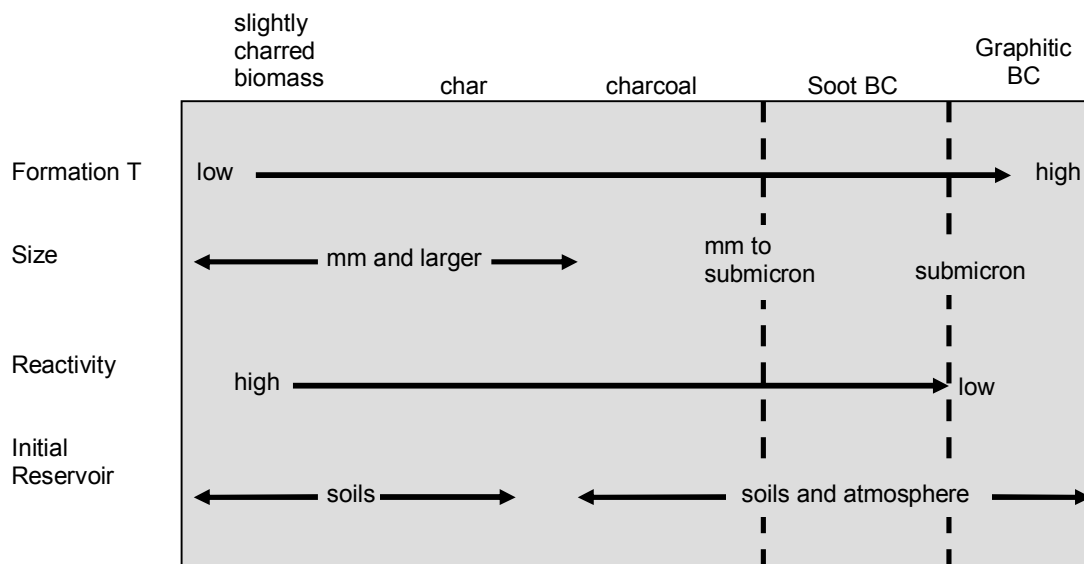 slightly
charred
biomass
char
charcoal
Soot BC
Graphitic
BC
Formation T
low
high
Size
mm and larger
mm to
submicron
submicron
Reactivity
high
low
Initial
Reservoir
soils
soils and atmosphere